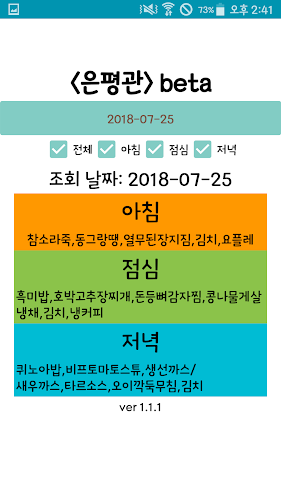 73% 오후 2:41
<은평관> beta
2018-07-25
전체 아침 점심 저녁
조회 날짜: 2018-07-25
아침
참소라죽,동그랑땡,열무된장지짐,김치,요플레
점심
흑미밥,호박고추장찌개,돈등뼈감자찜,콩나물게살
냉채,김치,냉커피
저녁
퀴노아밥,비프토마토스튜,생선까스/
새우까스,타르소스,오이깍둑무침,김치
ver 1.1.1